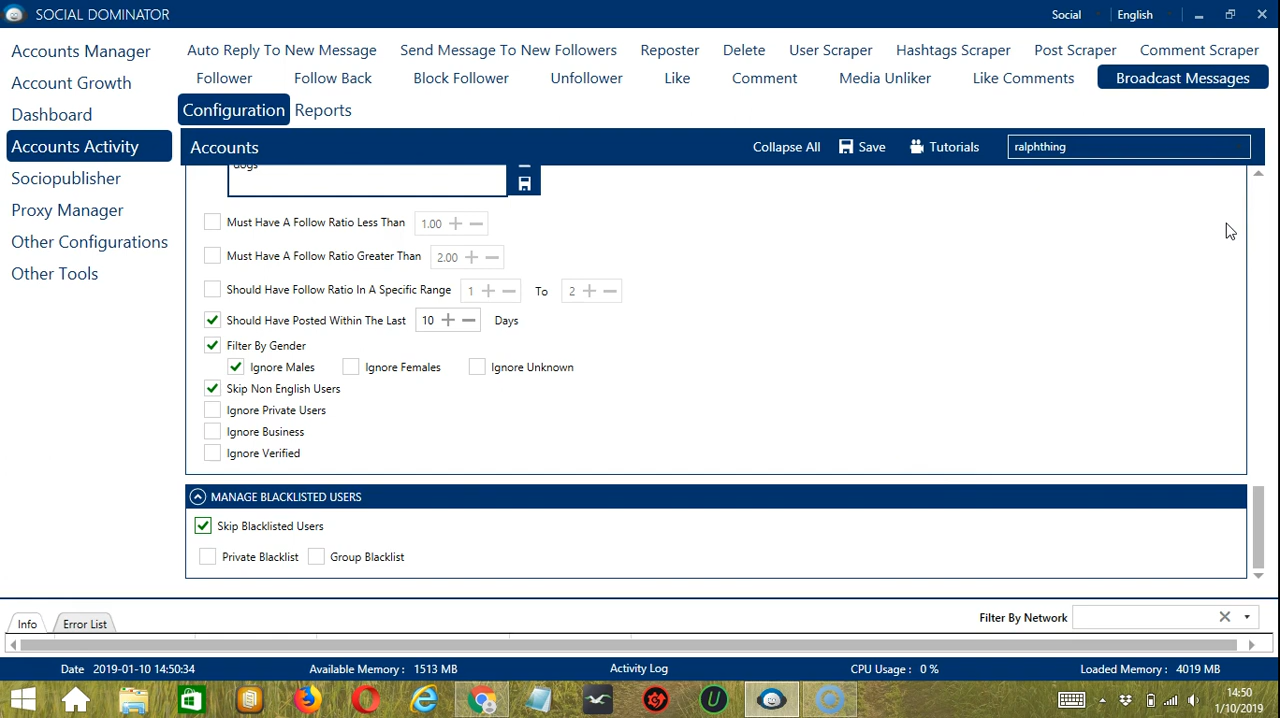 SOCIAL DOMINATOR
Social English
Accounts Manager
Account Growth
Dashboard
Accounts Activity
Sociopublisher
Proxy Manager
Other Configurations
Other Tools
Auto Reply To New Message Send Message To New Followers Reposter Delete User Scraper Hashtags Scraper Post Scraper Comment Scraper
Follower Follow Back Block Follower Unfollower Like Comment Media Unliker Like Comments Broadcast Messages
Configuration Reports
Accounts Collapse All Save Tutorials ralphthing
dogs
Must Have A Follow Ratio Less Than 1.00
Must Have A Follow Ratio Greater Than 2.00
Should Have Follow Ratio In A Specific Range 1 To 2
Should Have Posted Within The Last 10 Days
Filter By Gender
Ignore Males Ignore Females Ignore Unknown
Skip Non English Users
Ignore Private Users
Ignore Business
Ignore Verified
MANAGE BLACKLISTED USERS
Skip Blacklisted Users
Private Blacklist Group Blacklist
Info Error List Filter By Network
Date 2019-01-10 14:50:34 Available Memory : 1513 MB Activity Log CPU Usage : 0 % Loaded Memory : 4019 MB
14:50
1/10/2019